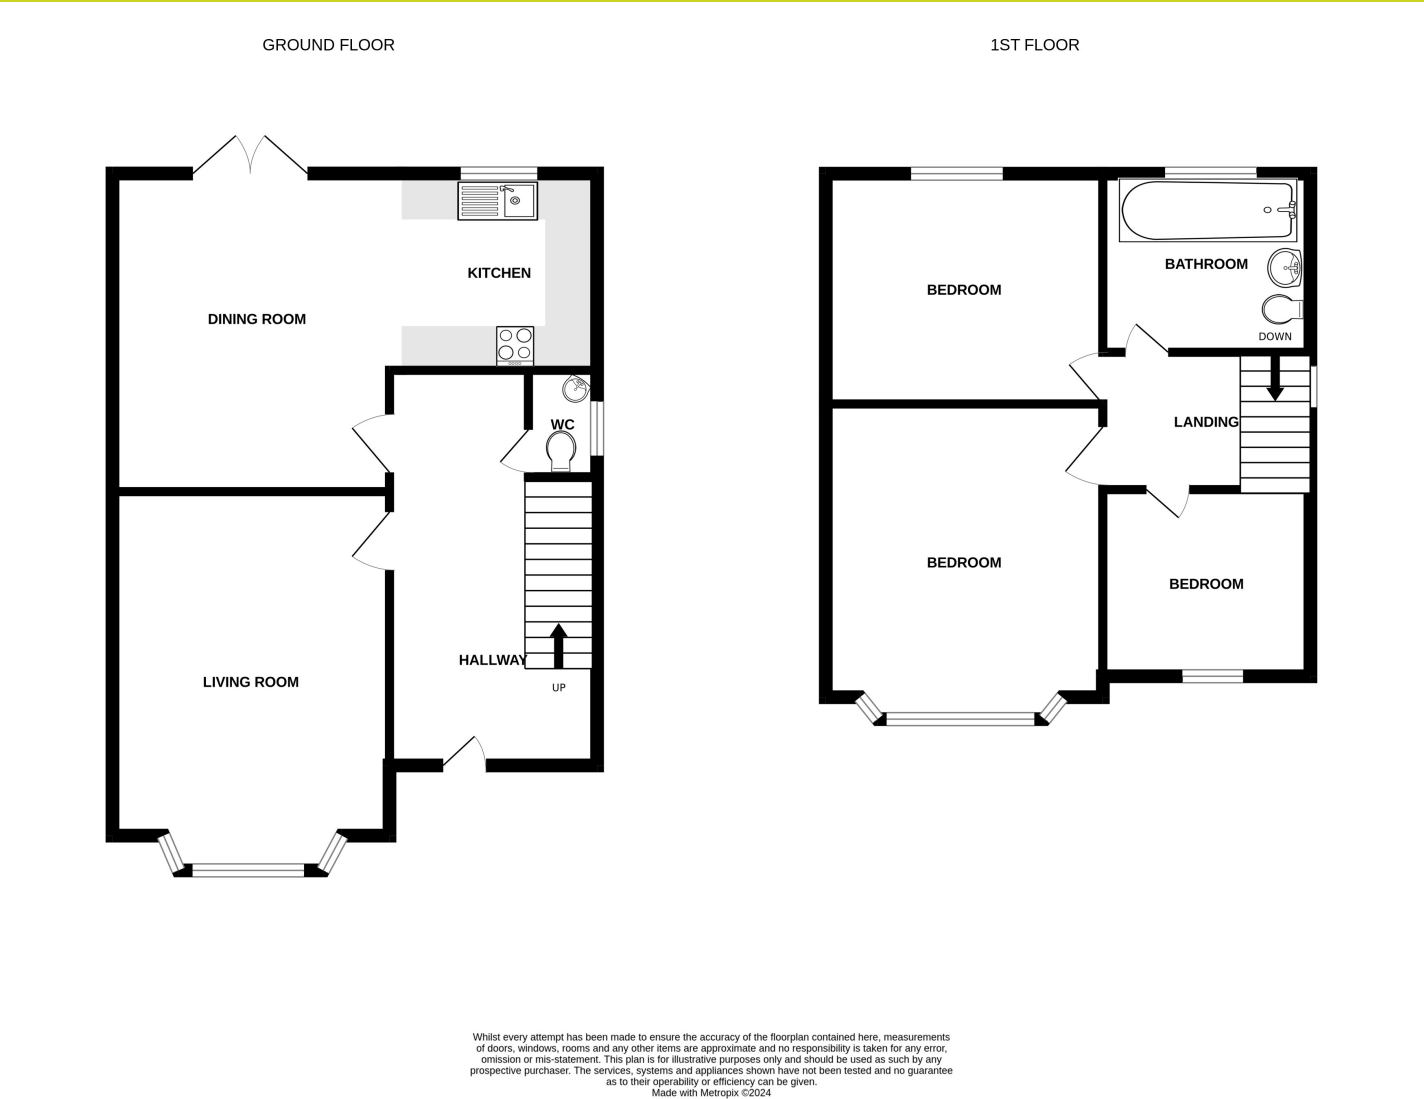 GROUND FLOOR
1ST FLOOR
KITCHEN
DINING ROOM
WC
HALLWAY
UP
LIVING ROOM
BEDROOM
BATHROOM
DOWN
LANDING
BEDROOM
BEDROOM
Whilst every attempt has been made to ensure the accuracy of the floorplan contained here, measurements
of doors, windows, rooms and any other items are approximate and no responsibility is taken for any error,
omission or mis-statement. This plan is for illustrative purposes only and should be used as such by any
prospective purchaser. The services, systems and appliances shown have not been tested and no guarantee
as to their operability or efficiency can be given.
Made with Metropix ©2024